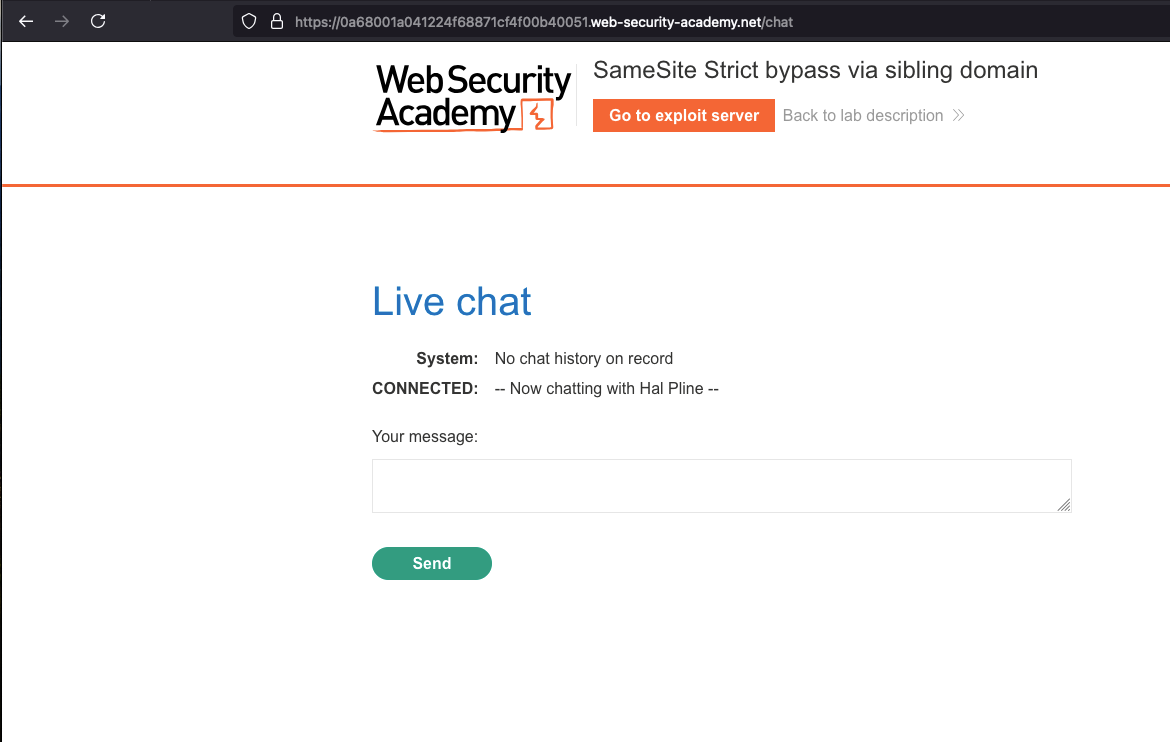 https://0a68001a041224f68871cf4f00b40051.web-security-academy.net/chat
Web Security
Academy
SameSite Strict bypass via sibling domain
Go to exploit server
Back to lab description
Live chat
System: No chat history on record
CONNECTED: -- Now chatting with Hal Pline --
Your message:
Send